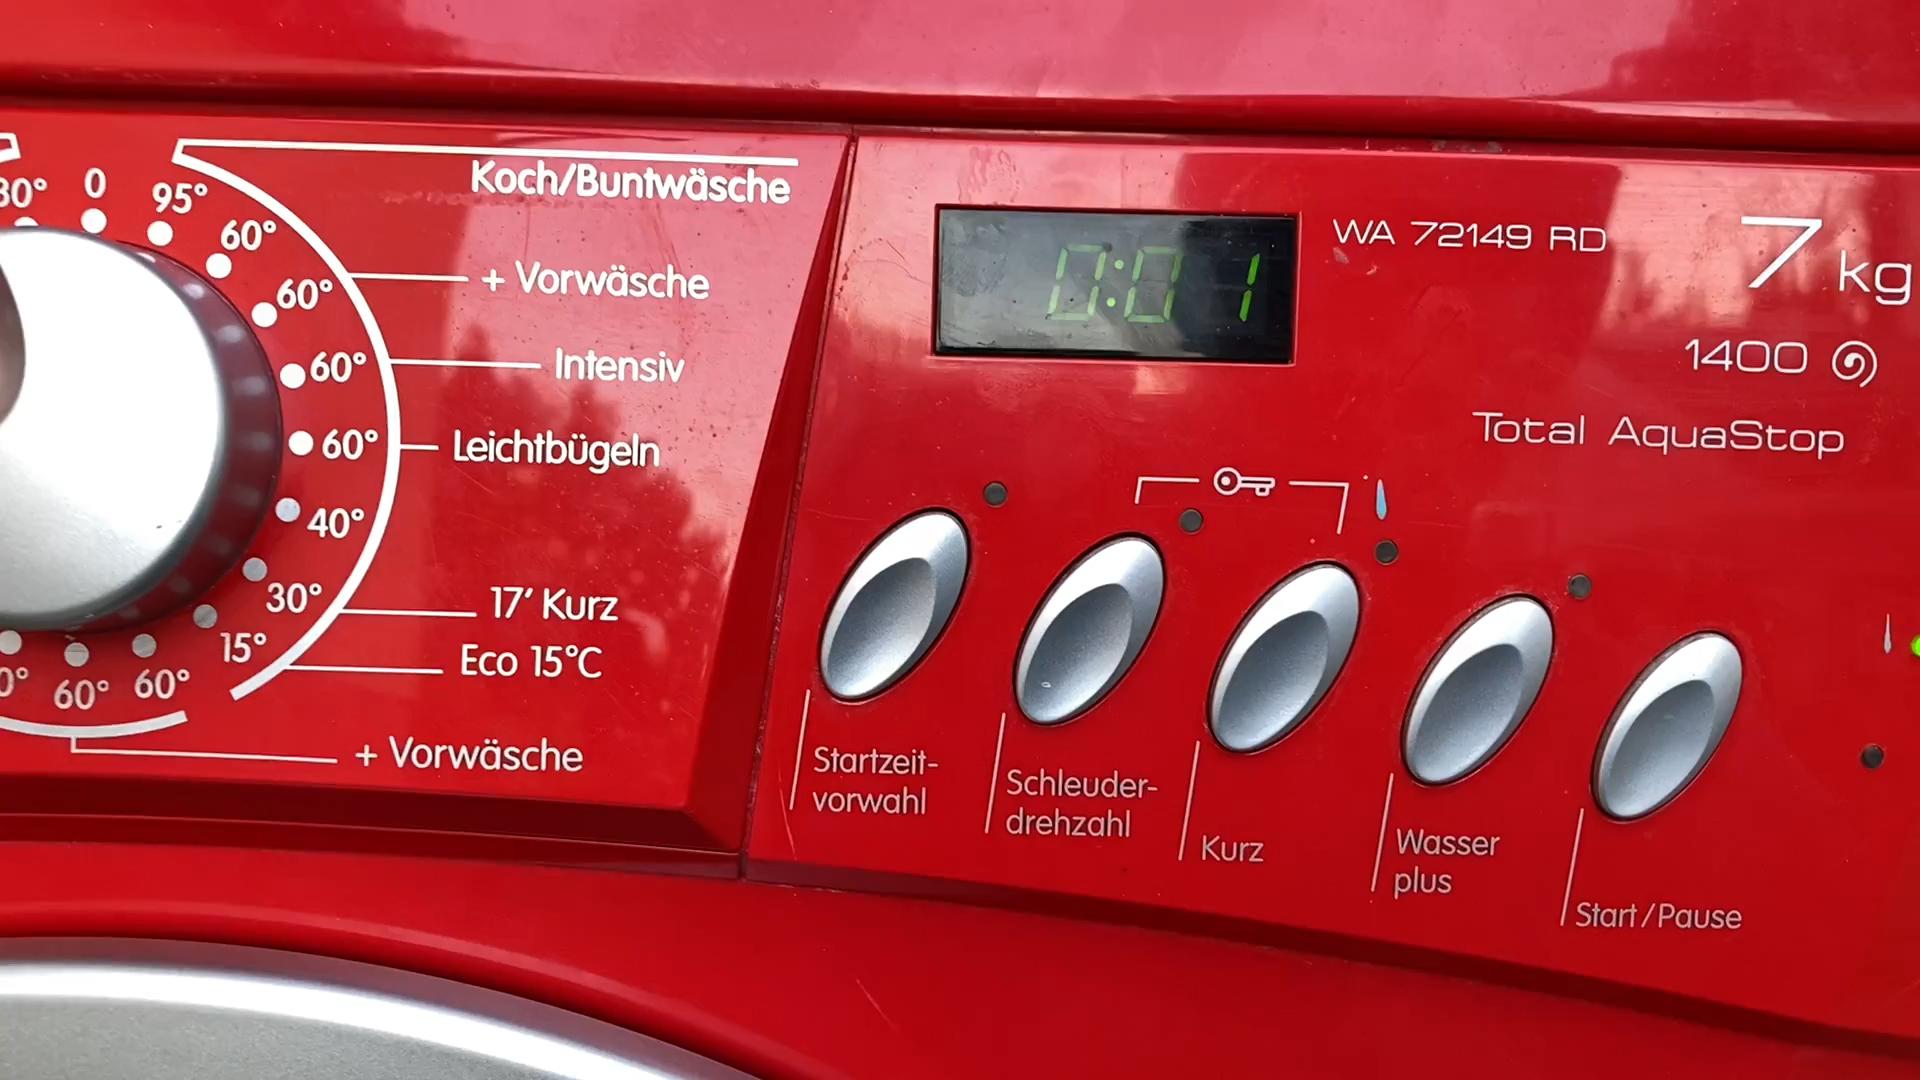 0
95°
60°
60°
60°
60°
40°
30°
15°
60°
60°
Koch/Buntwäsche
+ Vorwäsche
Intensiv
Leichtbügeln
17’ Kurz
Eco 15°C
+ Vorwäsche
0:01
WA 72149 RD
7 kg
1400
Total AquaStop
Startzeit-
vorwahl
Schleuder-
drehzahl
Kurz
Wasser
plus
Start/Pause